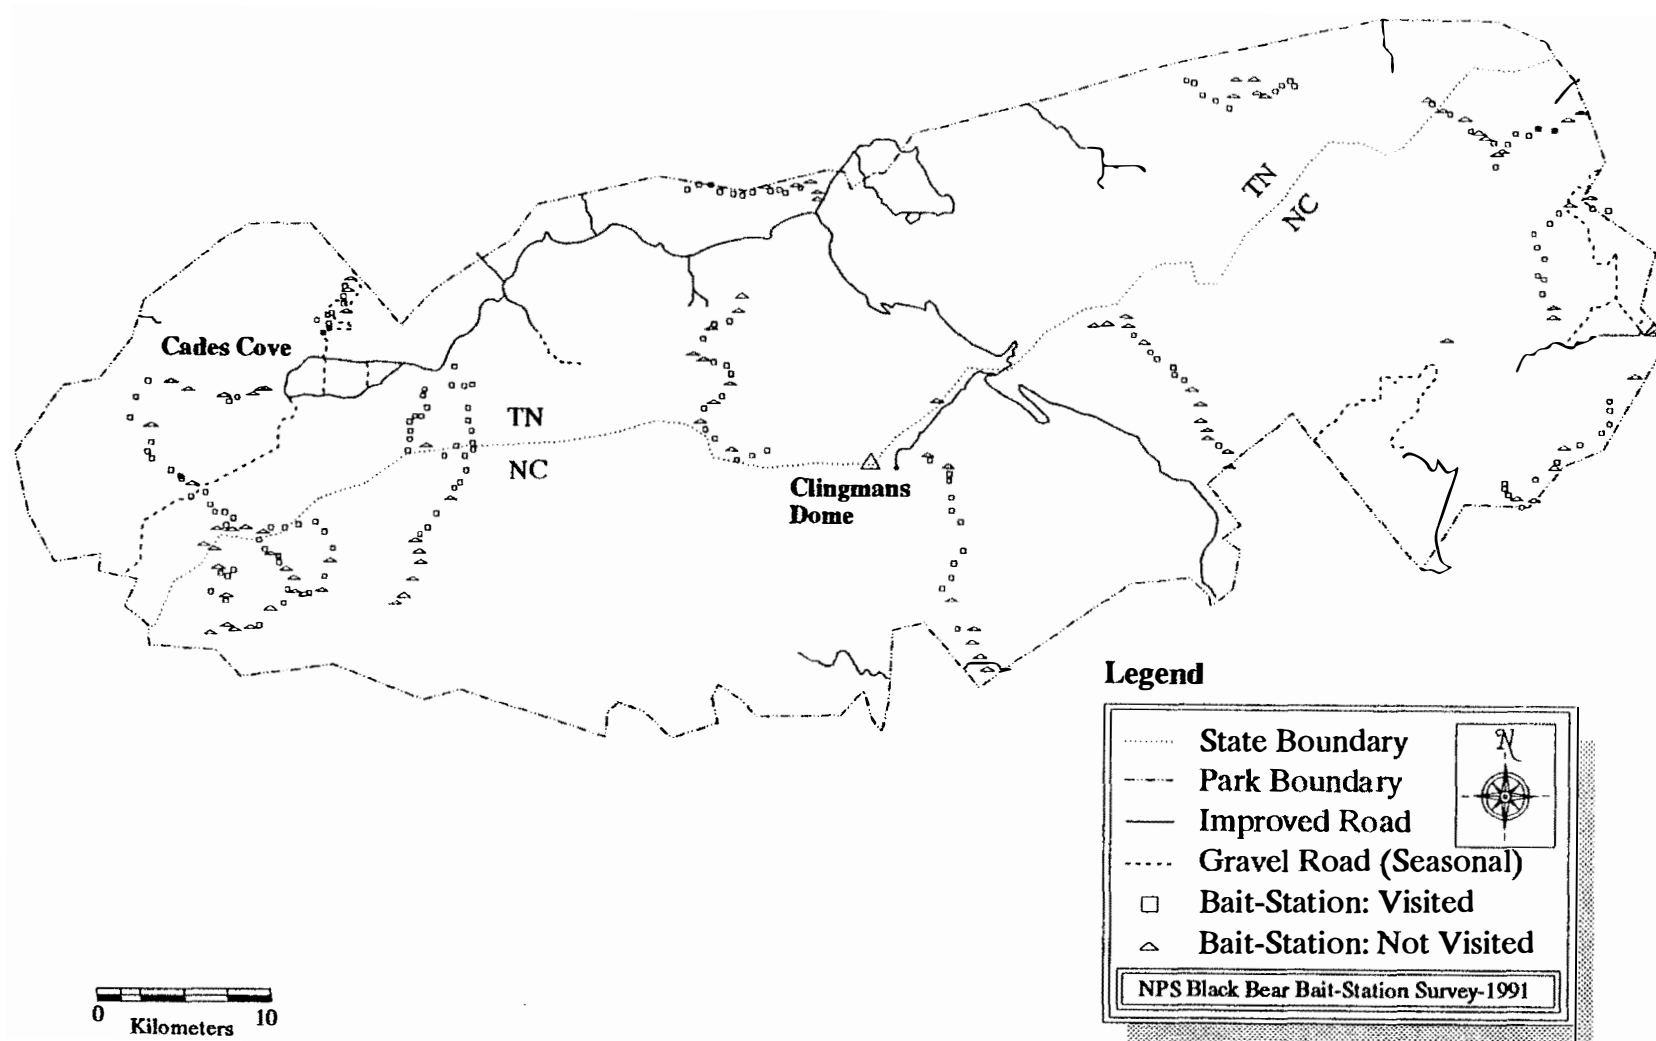 TN
NC
Cades Cove
TN
NC
Clingmans
Dome
Legend
State Boundary
Park Boundary
Improved Road
Gravel Road (Seasonal)
Bait-Station: Visited
Bait-Station: Not Visited
N
NPS Black Bear Bait-Station Survey-1991
0 10
Kilometers